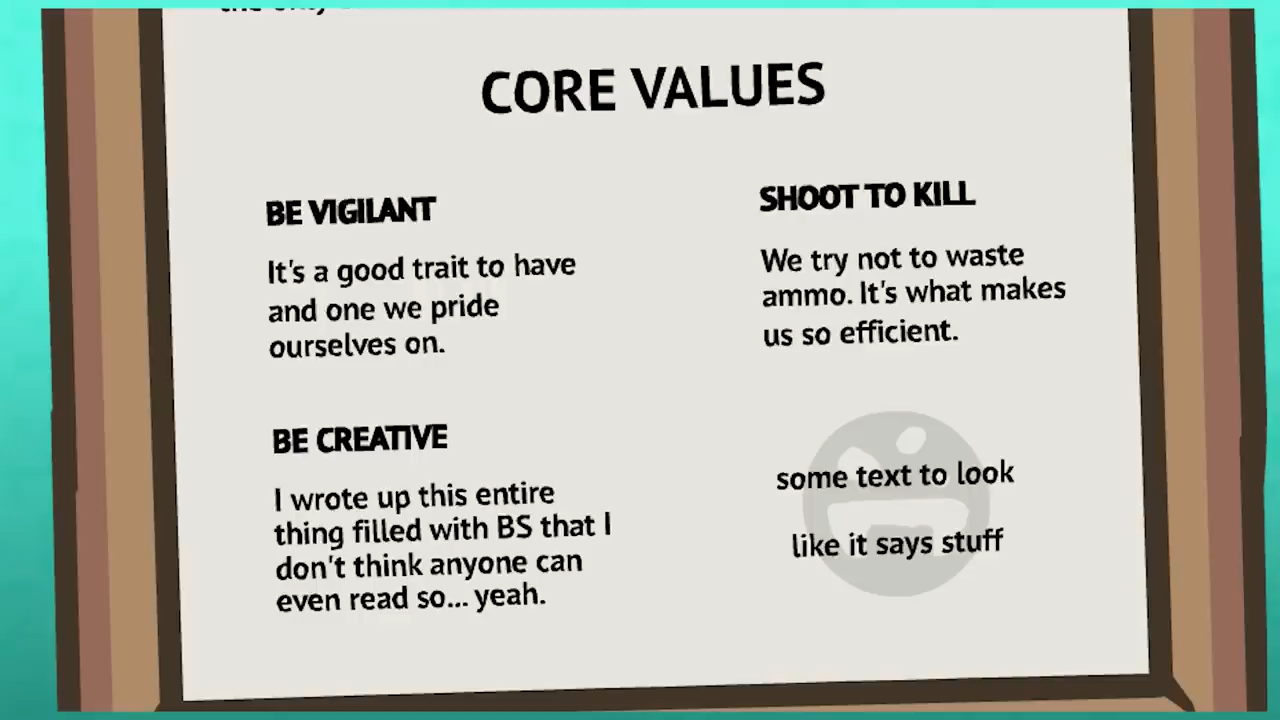 CORE VALUES
BE VIGILANT
It's a good trait to have
and one we pride
ourselves on.
SHOOT TO KILL
We try not to waste
ammo. It's what makes
us so efficient.
BE CREATIVE
I wrote up this entire
thing filled with BS that I
don't think anyone can
even read so... yeah.
some text to look
like it says stuff